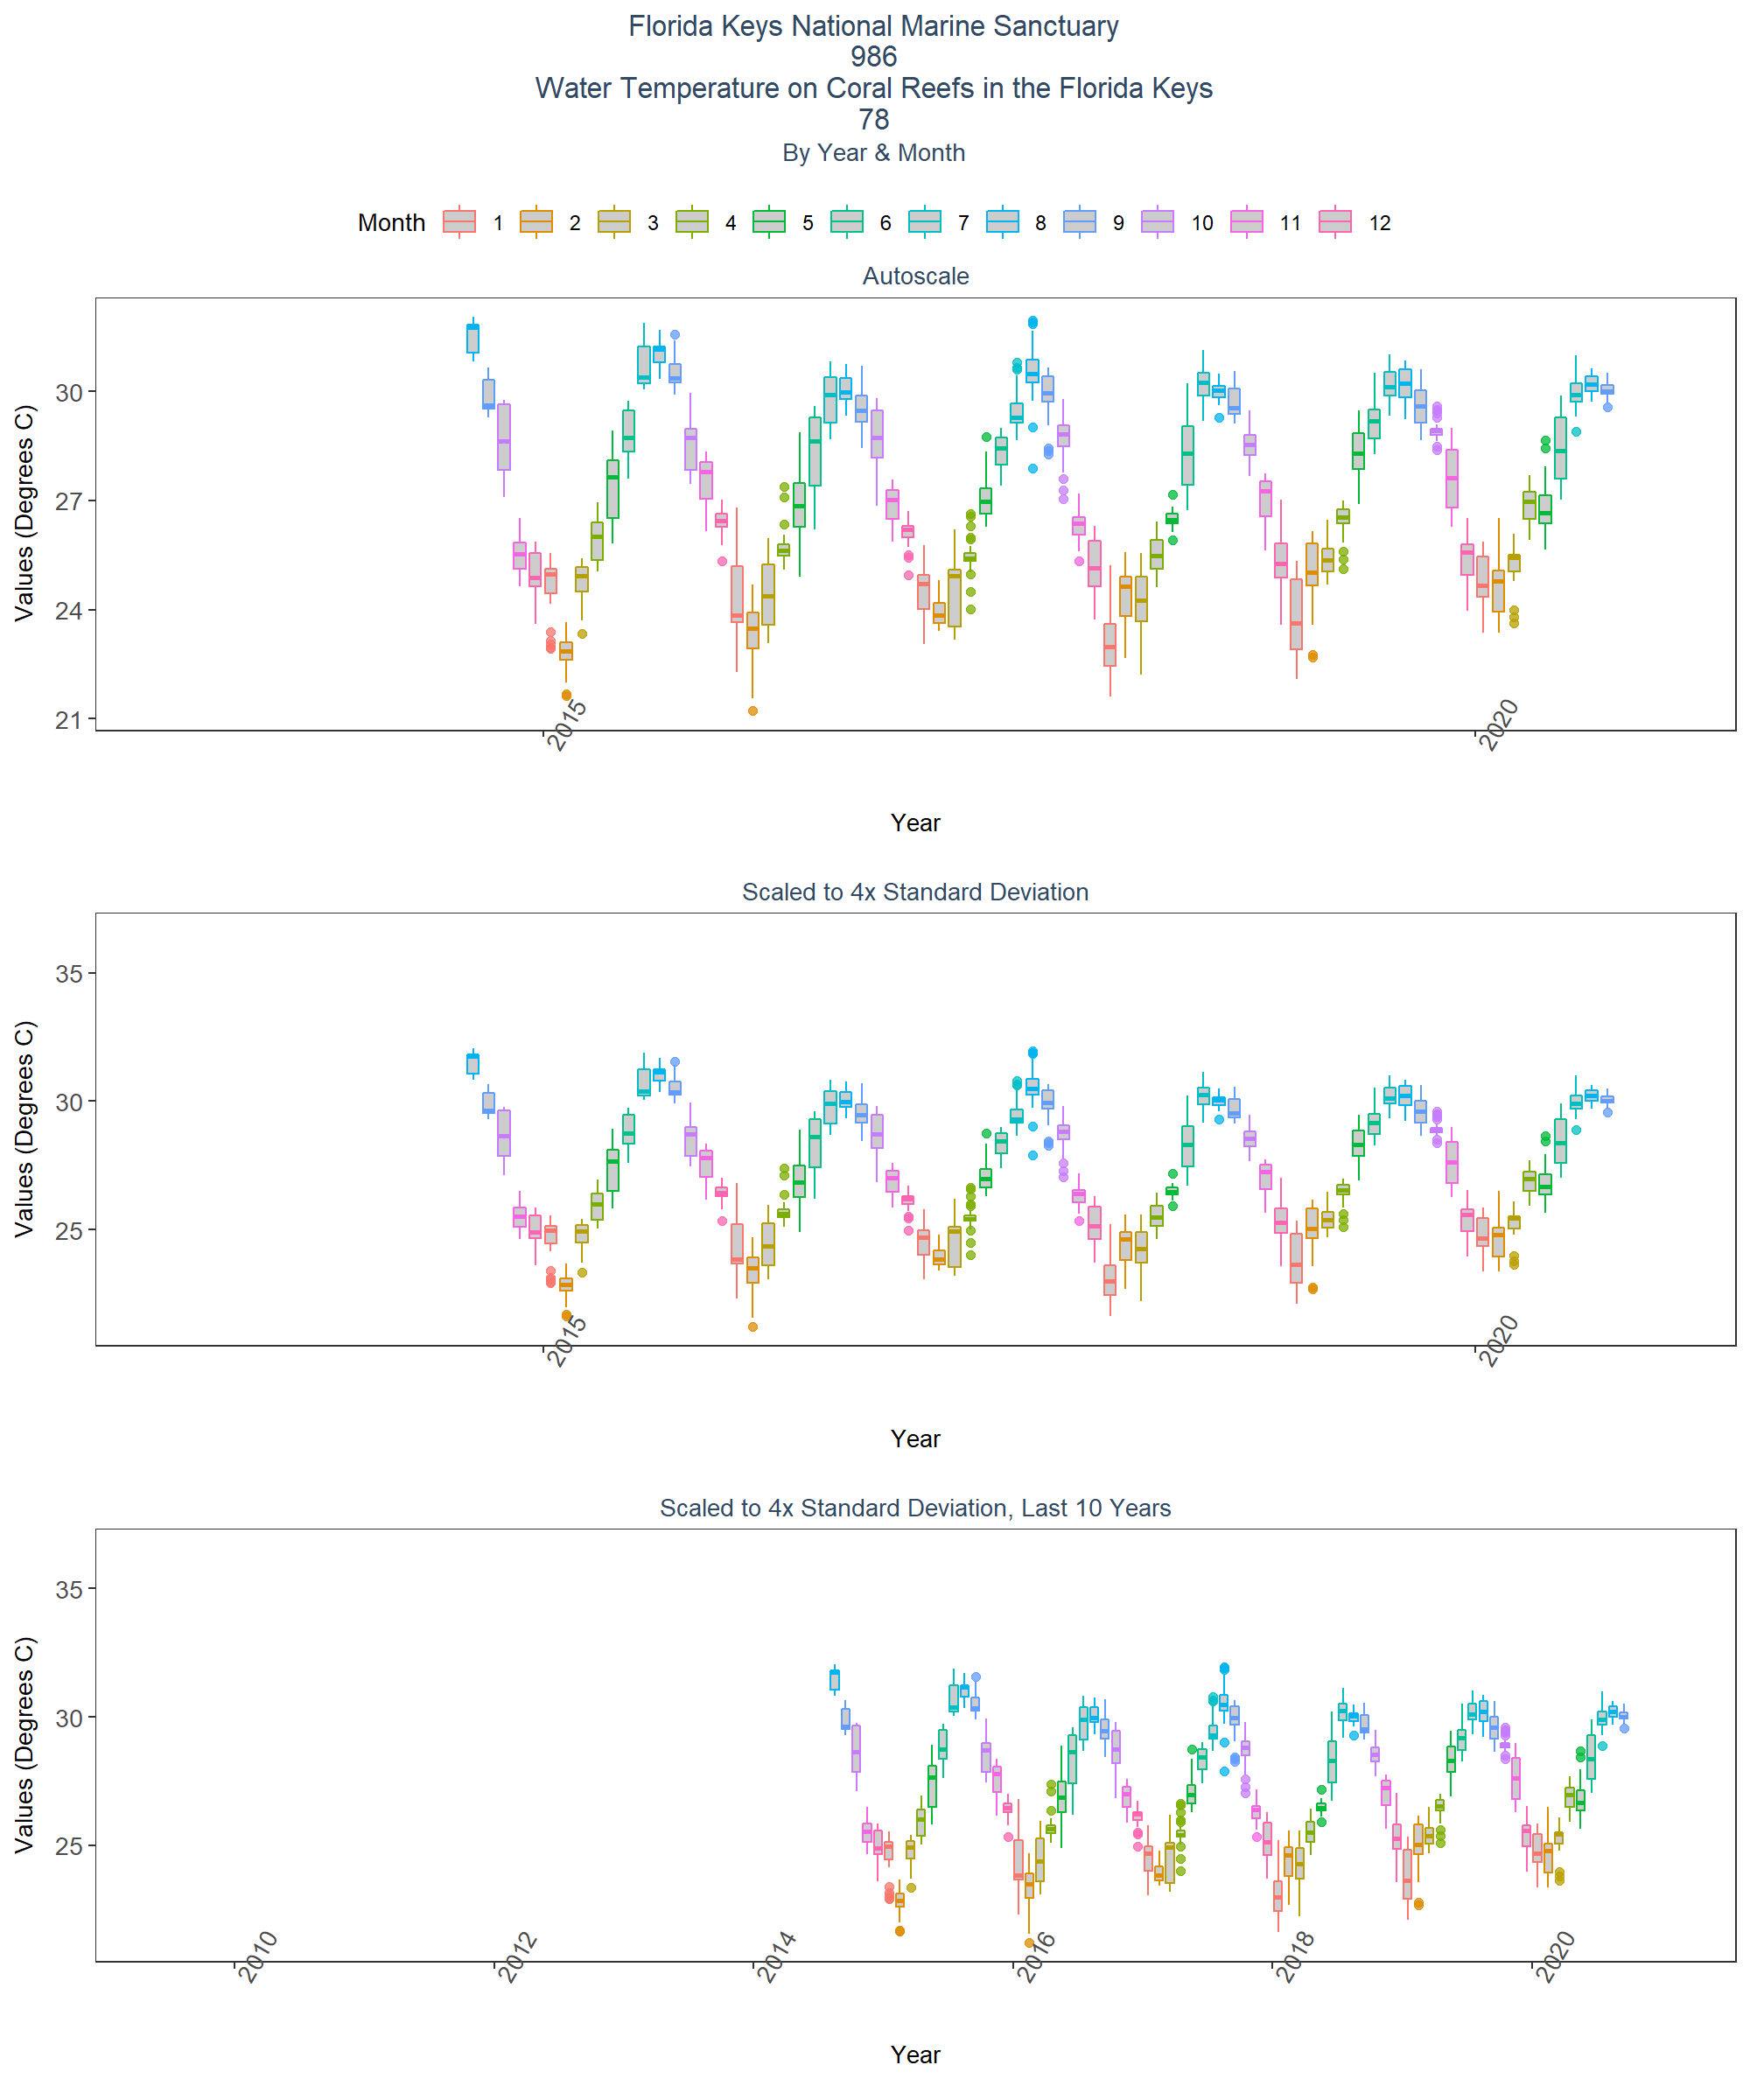 Florida Keys National Marine Sanctuary
986
Water Temperature on Coral Reefs in the Florida Keys
78
By Year & Month
Month 1 2 3 4 5 6 7 8 9 10 11 12
Autoscale
Values (Degrees C)
30
27
24
21
2015 2020
Year
Scaled to 4x Standard Deviation
Values (Degrees C)
35
30
25
2015 2020
Year
Scaled to 4x Standard Deviation, Last 10 Years
Values (Degrees C)
35
30
25
2010 2012 2014 2016 2018 2020
Year